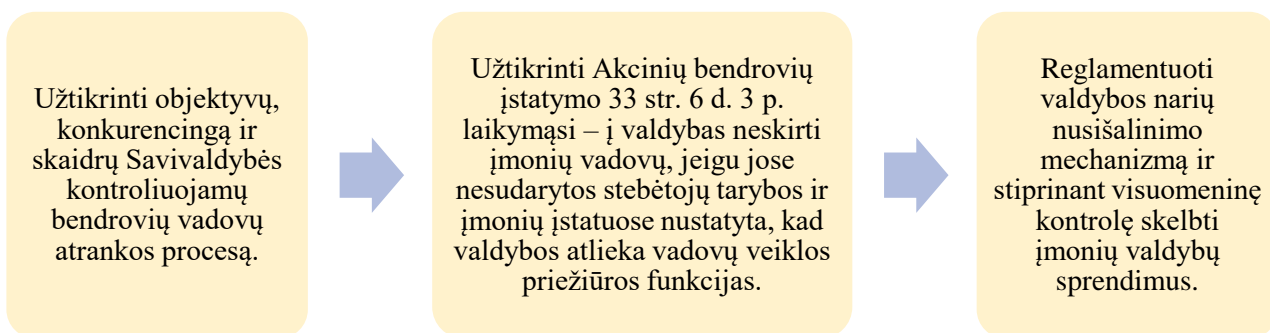 Užtikrinti objektyvų,
konkurencingą ir
skaidrų Savivaldybės
kontroliuojamų
bendrovių vadovų
atrankos procesą.
Užtikrinti Akcinių bendrovių
įstatymo 33 str. 6 d. 3 p.
laikymąsi – į valdybas neskirti
įmonių vadovų, jeigu jose
nesudarytos stebėtojų tarybos ir
įmonių įstatuose nustatyta, kad
valdybos atlieka vadovų veiklos
priežiūros funkcijas.
Reglamentuoti
valdybos narių
nusišalinimo
mechanizmą ir
stiprinant visuomeninę
kontrolę skelbti
įmonių valdybų
sprendimus.